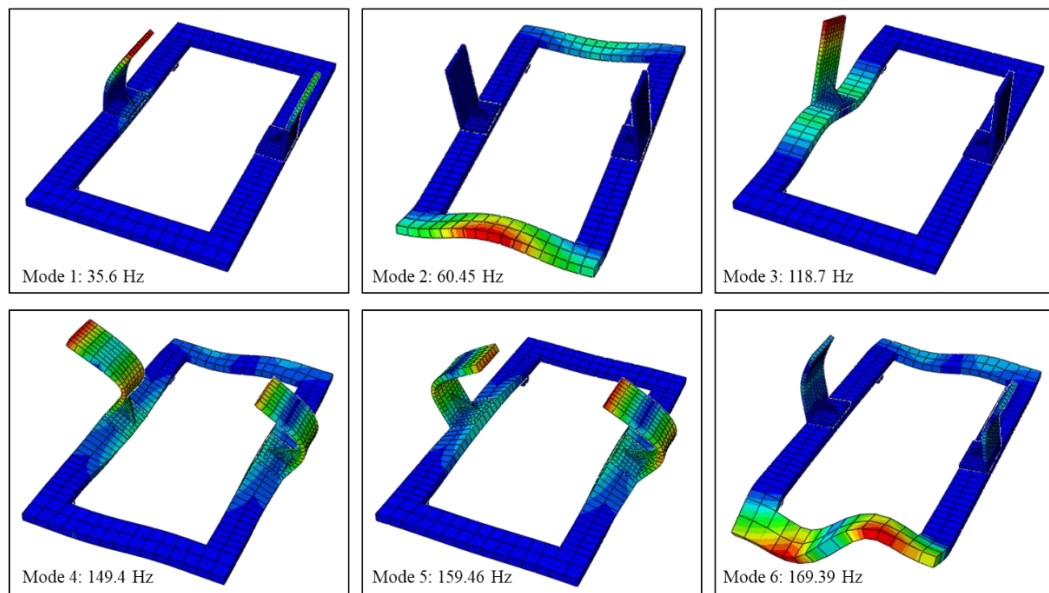 Mode 1: 35.6 Hz
Mode 2: 60.45 Hz
Mode 3: 118.7 Hz
Mode 4: 149.4 Hz
Mode 5: 159.46 Hz
Mode 6: 169.39 Hz